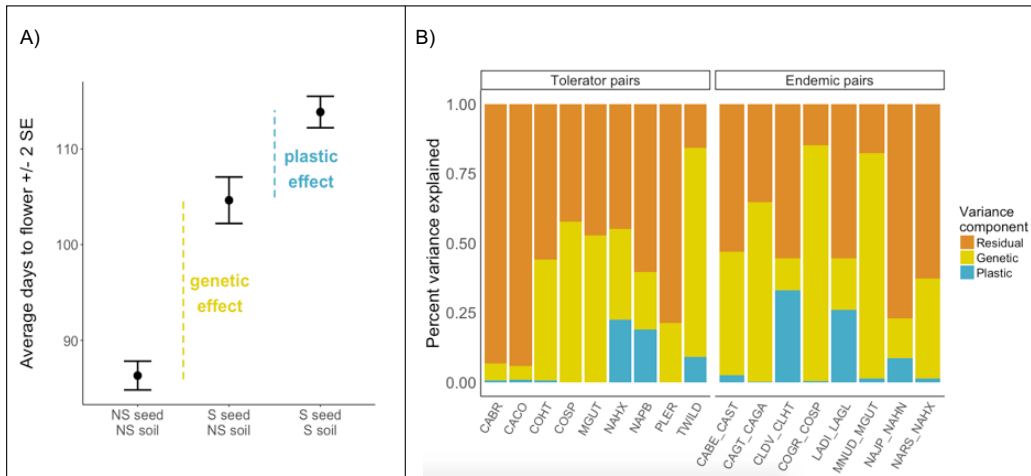 A)
Average days to flower +/- 2 SE
110
100
90
genetic
effect
plastic
effect
NS seed
NS soil
S seed
NS soil
S seed
S soil
B)
Tolerator pairs
Endemic pairs
Percent variance explained
1.00
0.75
0.50
0.25
0.00
CABR
CACO
COHT
COSP
MGUT
NAHX
NAPB
PLER
TWILD
CABE_CAST
CAGT_CAGA
CLDV_CLHT
COGR_COSP
LADI_LAGL
MNUD_MGUT
NAJP_NAHN
NARS_NAHX
Variance
component
Residual
Genetic
Plastic